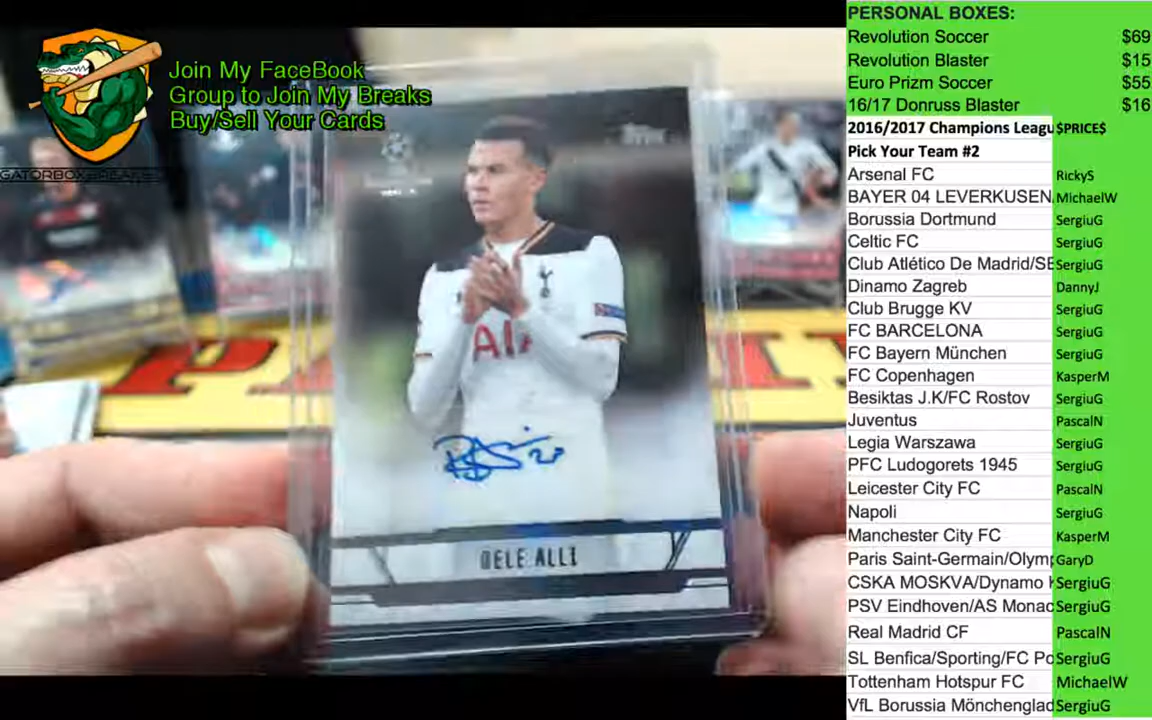 Join My FaceBook
Group to Join My Breaks
Buy/Sell Your Cards
Topps
AIA
DELE ALLI
PERSONAL BOXES:
Revolution Soccer $69
Revolution Blaster $15
Euro Prizm Soccer $55
16/17 Donruss Blaster $16
2016/2017 Champions Leagu $PRICE$
Pick Your Team #2
Arsenal FC RickyS
BAYER 04 LEVERKUSEN MichaelW
Borussia Dortmund SergiuG
Celtic FC SergiuG
Club Atlético De Madrid/SE SergiuG
Dinamo Zagreb DannyJ
Club Brugge KV SergiuG
FC BARCELONA SergiuG
FC Bayern München SergiuG
FC Copenhagen KasperM
Besiktas J.K/FC Rostov SergiuG
Juventus PascalN
Legia Warszawa SergiuG
PFC Ludogorets 1945 SergiuG
Leicester City FC PascalN
Napoli SergiuG
Manchester City FC KasperM
Paris Saint-Germain/Olymp GaryD
CSKA MOSKVA/Dynamo SergiuG
PSV Eindhoven/AS Monac SergiuG
Real Madrid CF PascalN
SL Benfica/Sporting/FC Po SergiuG
Tottenham Hotspur FC MichaelW
VfL Borussia Mönchenglad SergiuG